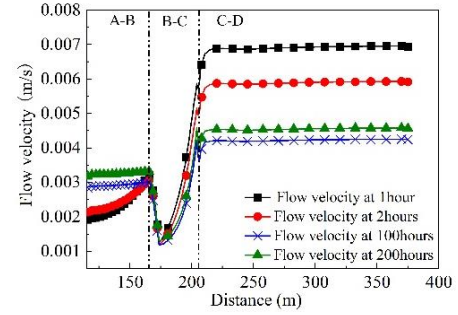 A-B B-C C-D
0.008
0.007
0.006
0.005
0.004
0.003
0.002
0.001
Flow velocity (m/s)
Flow velocity at 1hour
Flow velocity at 2hours
Flow velocity at 100hours
Flow velocity at 200hours
150 200 250 300 350 400
Distance (m)